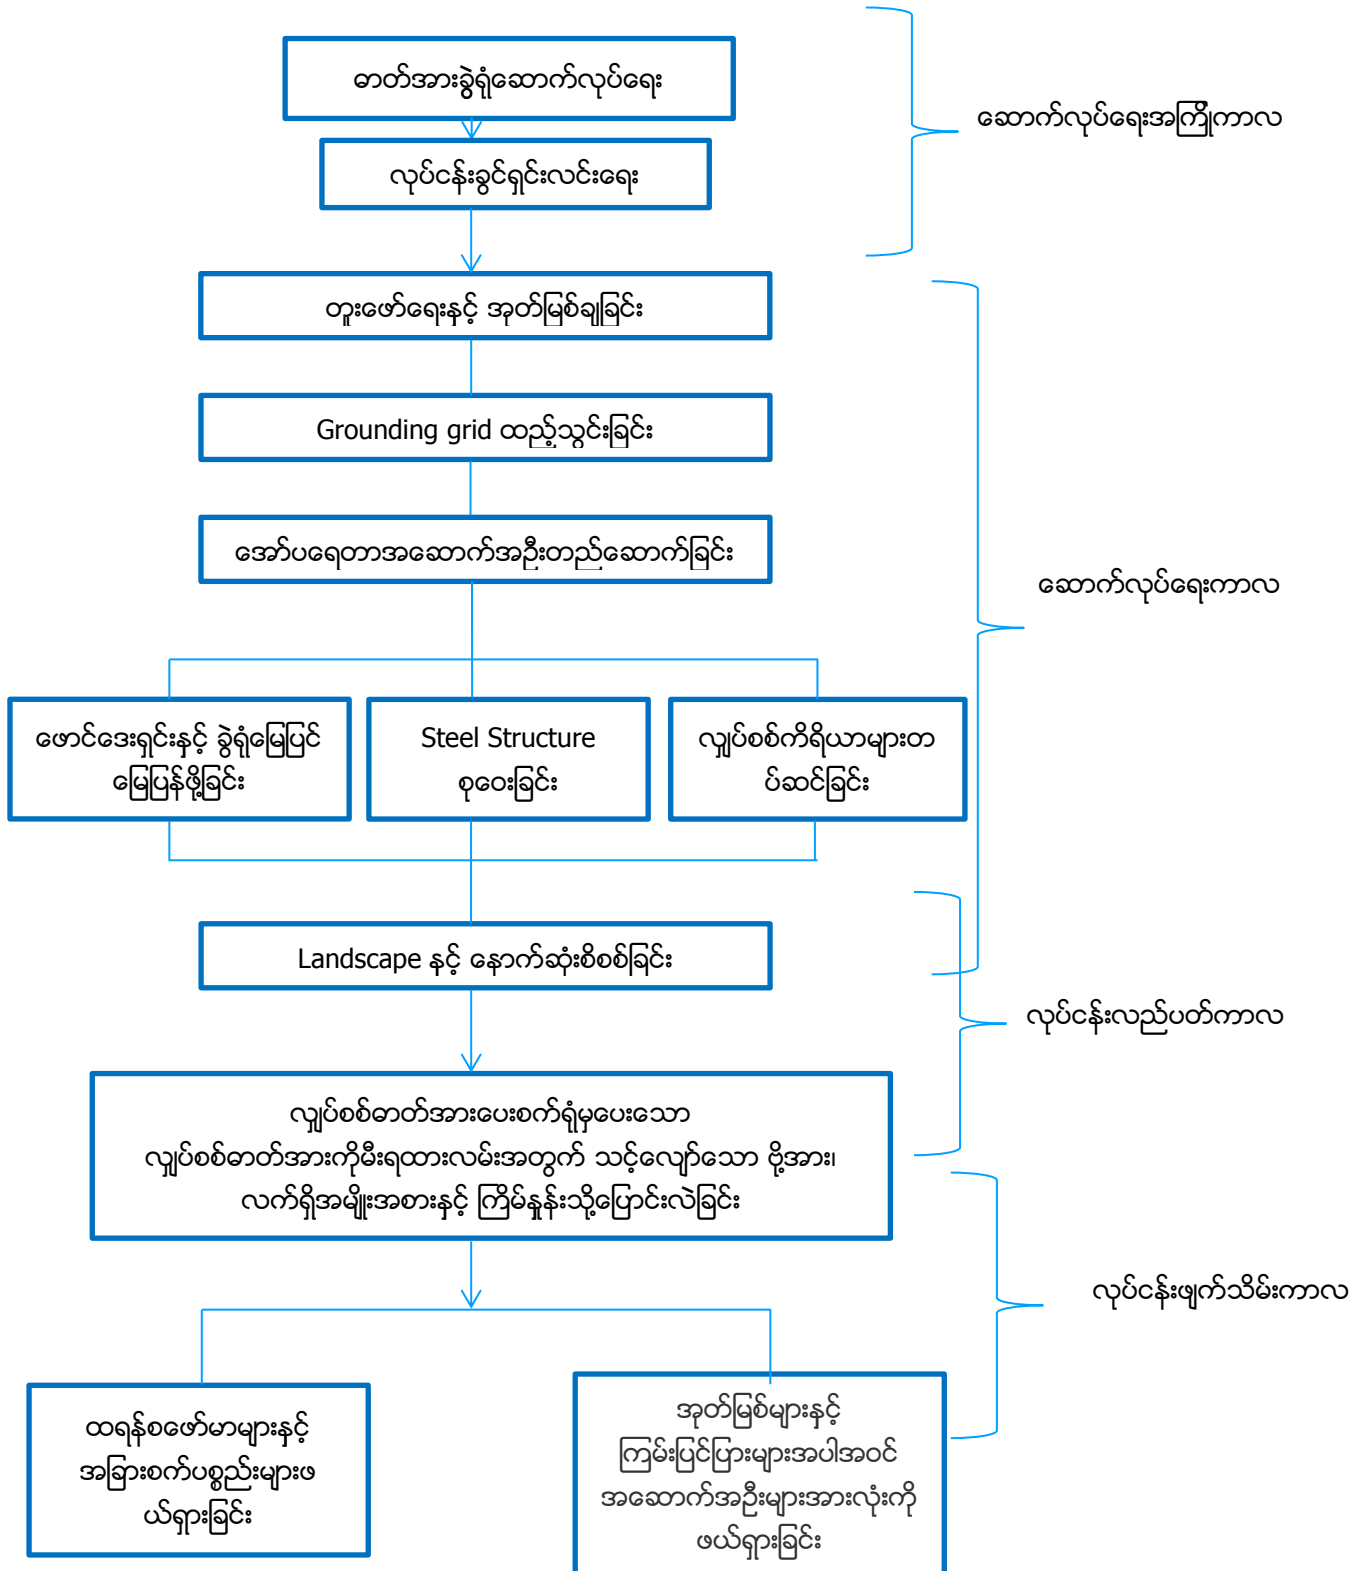 ဓာတ်အားခွဲရုံဆောက်လုပ်ရေး
ဆောက်လုပ်ရေးအကြိုကာလ
လုပ်ငန်းခွင်ရှင်းလင်းရေး
တူးဖော်ရေးနှင့် အုတ်မြစ်ချခြင်း
Grounding grid ထည့်သွင်းခြင်း
အော်ပရေတာအဆောက်အဦးတည်ဆောက်ခြင်း
ဆောက်လုပ်ရေးကာလ
ဖောင်ဒေးရှင်းနှင့် ခွဲရုံမြေပြင်
မြေပြန်ဖို့ခြင်း
Steel Structure
စုဝေးခြင်း
လျှပ်စစ်ကိရိယာများတ
ပ်ဆင်ခြင်း
Landscape နှင့် နောက်ဆုံးစိစစ်ခြင်း
လုပ်ငန်းလည်ပတ်ကာလ
လျှပ်စစ်ဓာတ်အားပေးစက်ရုံမှပေးသော
လျှပ်စစ်ဓာတ်အားကိုမီးရထားလမ်းအတွက် သင့်လျော်သော ဗို့အား၊
လက်ရှိအမျိုးအစားနှင့် ကြိမ်နှုန်းသို့ပြောင်းလဲခြင်း
လုပ်ငန်းဖျက်သိမ်းကာလ
ထရန်စဖော်မာများနှင့်
အခြားစက်ပစ္စည်းများဖ
ယ်ရှားခြင်း
အုတ်မြစ်များနှင့်
ကြမ်းပြင်ပြားများအပါအဝင်
အဆောက်အဦးများအားလုံးကို
ဖယ်ရှားခြင်း